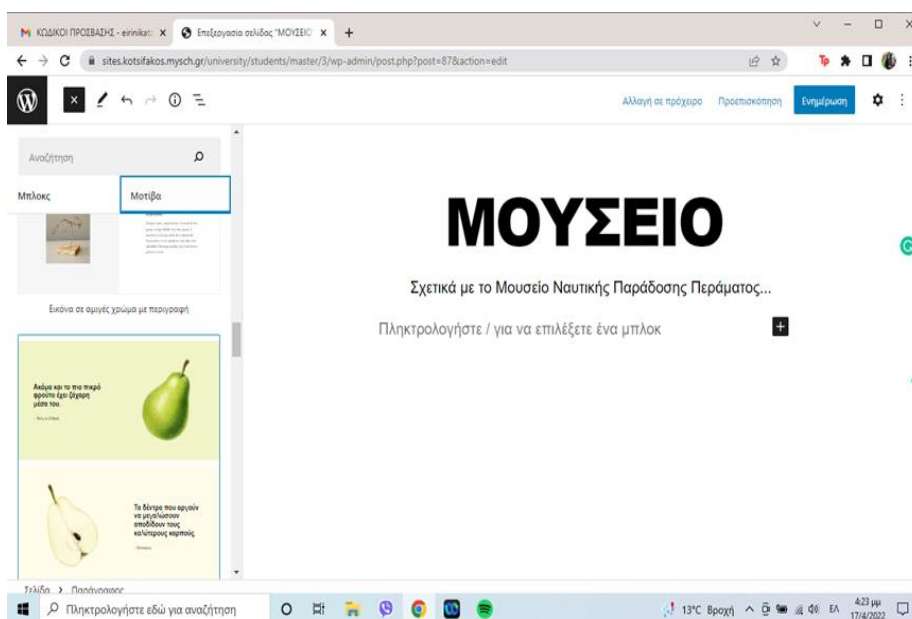 ΚΩΔΙΚΟΙ ΠΡΟΣΒΑΣΗΣ - eirinikat
Επεξεργασία σελίδας "ΜΟΥΣΕΙΟ
sites.kotsifakos.mysch.gr/university/students/master/3/wp-admin/post.php?post=87&action=edit
Αλλαγή σε πρόχειρο Προεπισκόπηση Ενημέρωση
Αναζήτηση
Μπλοκς Μοτίβα
Εικόνα σε αμιγές χρώμα με περιγραφή
Ακόμα και το πιο πικρό
φρούτο έχει ζάχαρη
μέσα του.
Τα δέντρα που αργούν
να μεγαλώσουν
αποδίδουν τους
καλύτερους καρπούς.
ΜΟΥΣΕΙΟ
Σχετικά με το Μουσείο Ναυτικής Παράδοσης Περάματος...
Πληκτρολογήστε / για να επιλέξετε ένα μπλοκ
Σελίδα > Παράγραφος
Πληκτρολογήστε εδώ για αναζήτηση
13°C Βροχή ΕΛ 4:23 μμ
17/4/2022